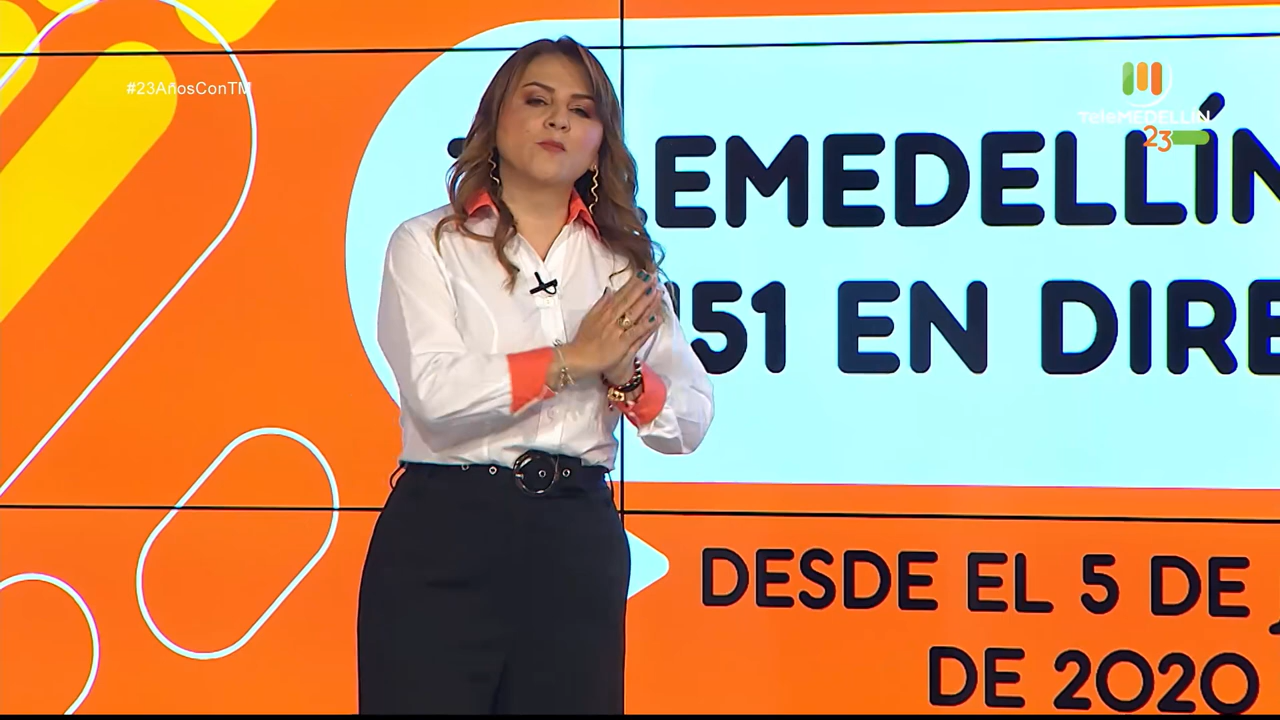 #23AñosConTM
TeleMEDELLÍN
23
EMEDELLÍN
151 EN DIRE
DESDE EL 5 DE
DE 2020